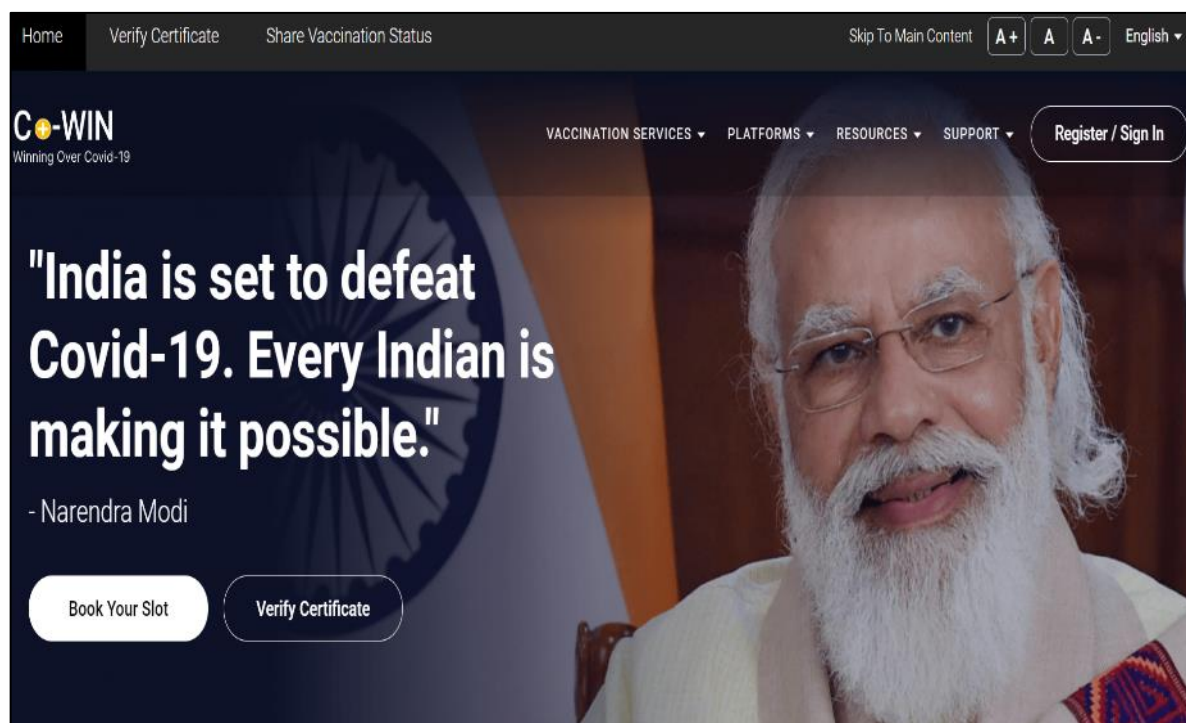 Home Verify Certificate Share Vaccination Status Skip To Main Content A+ A A- English
Co-WIN
Winning Over Covid-19
VACCINATION SERVICES PLATFORMS RESOURCES SUPPORT Register / Sign In
"India is set to defeat
Covid-19. Every Indian is
making it possible."
- Narendra Modi
Book Your Slot Verify Certificate